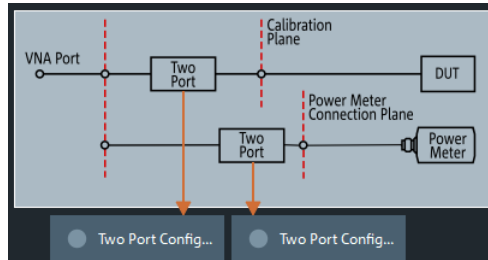 Calibration
Plane
VNA Port
Two
Port
DUT
Power Meter
Connection Plane
Two
Port
Power
Meter
Two Port Config...
Two Port Config...